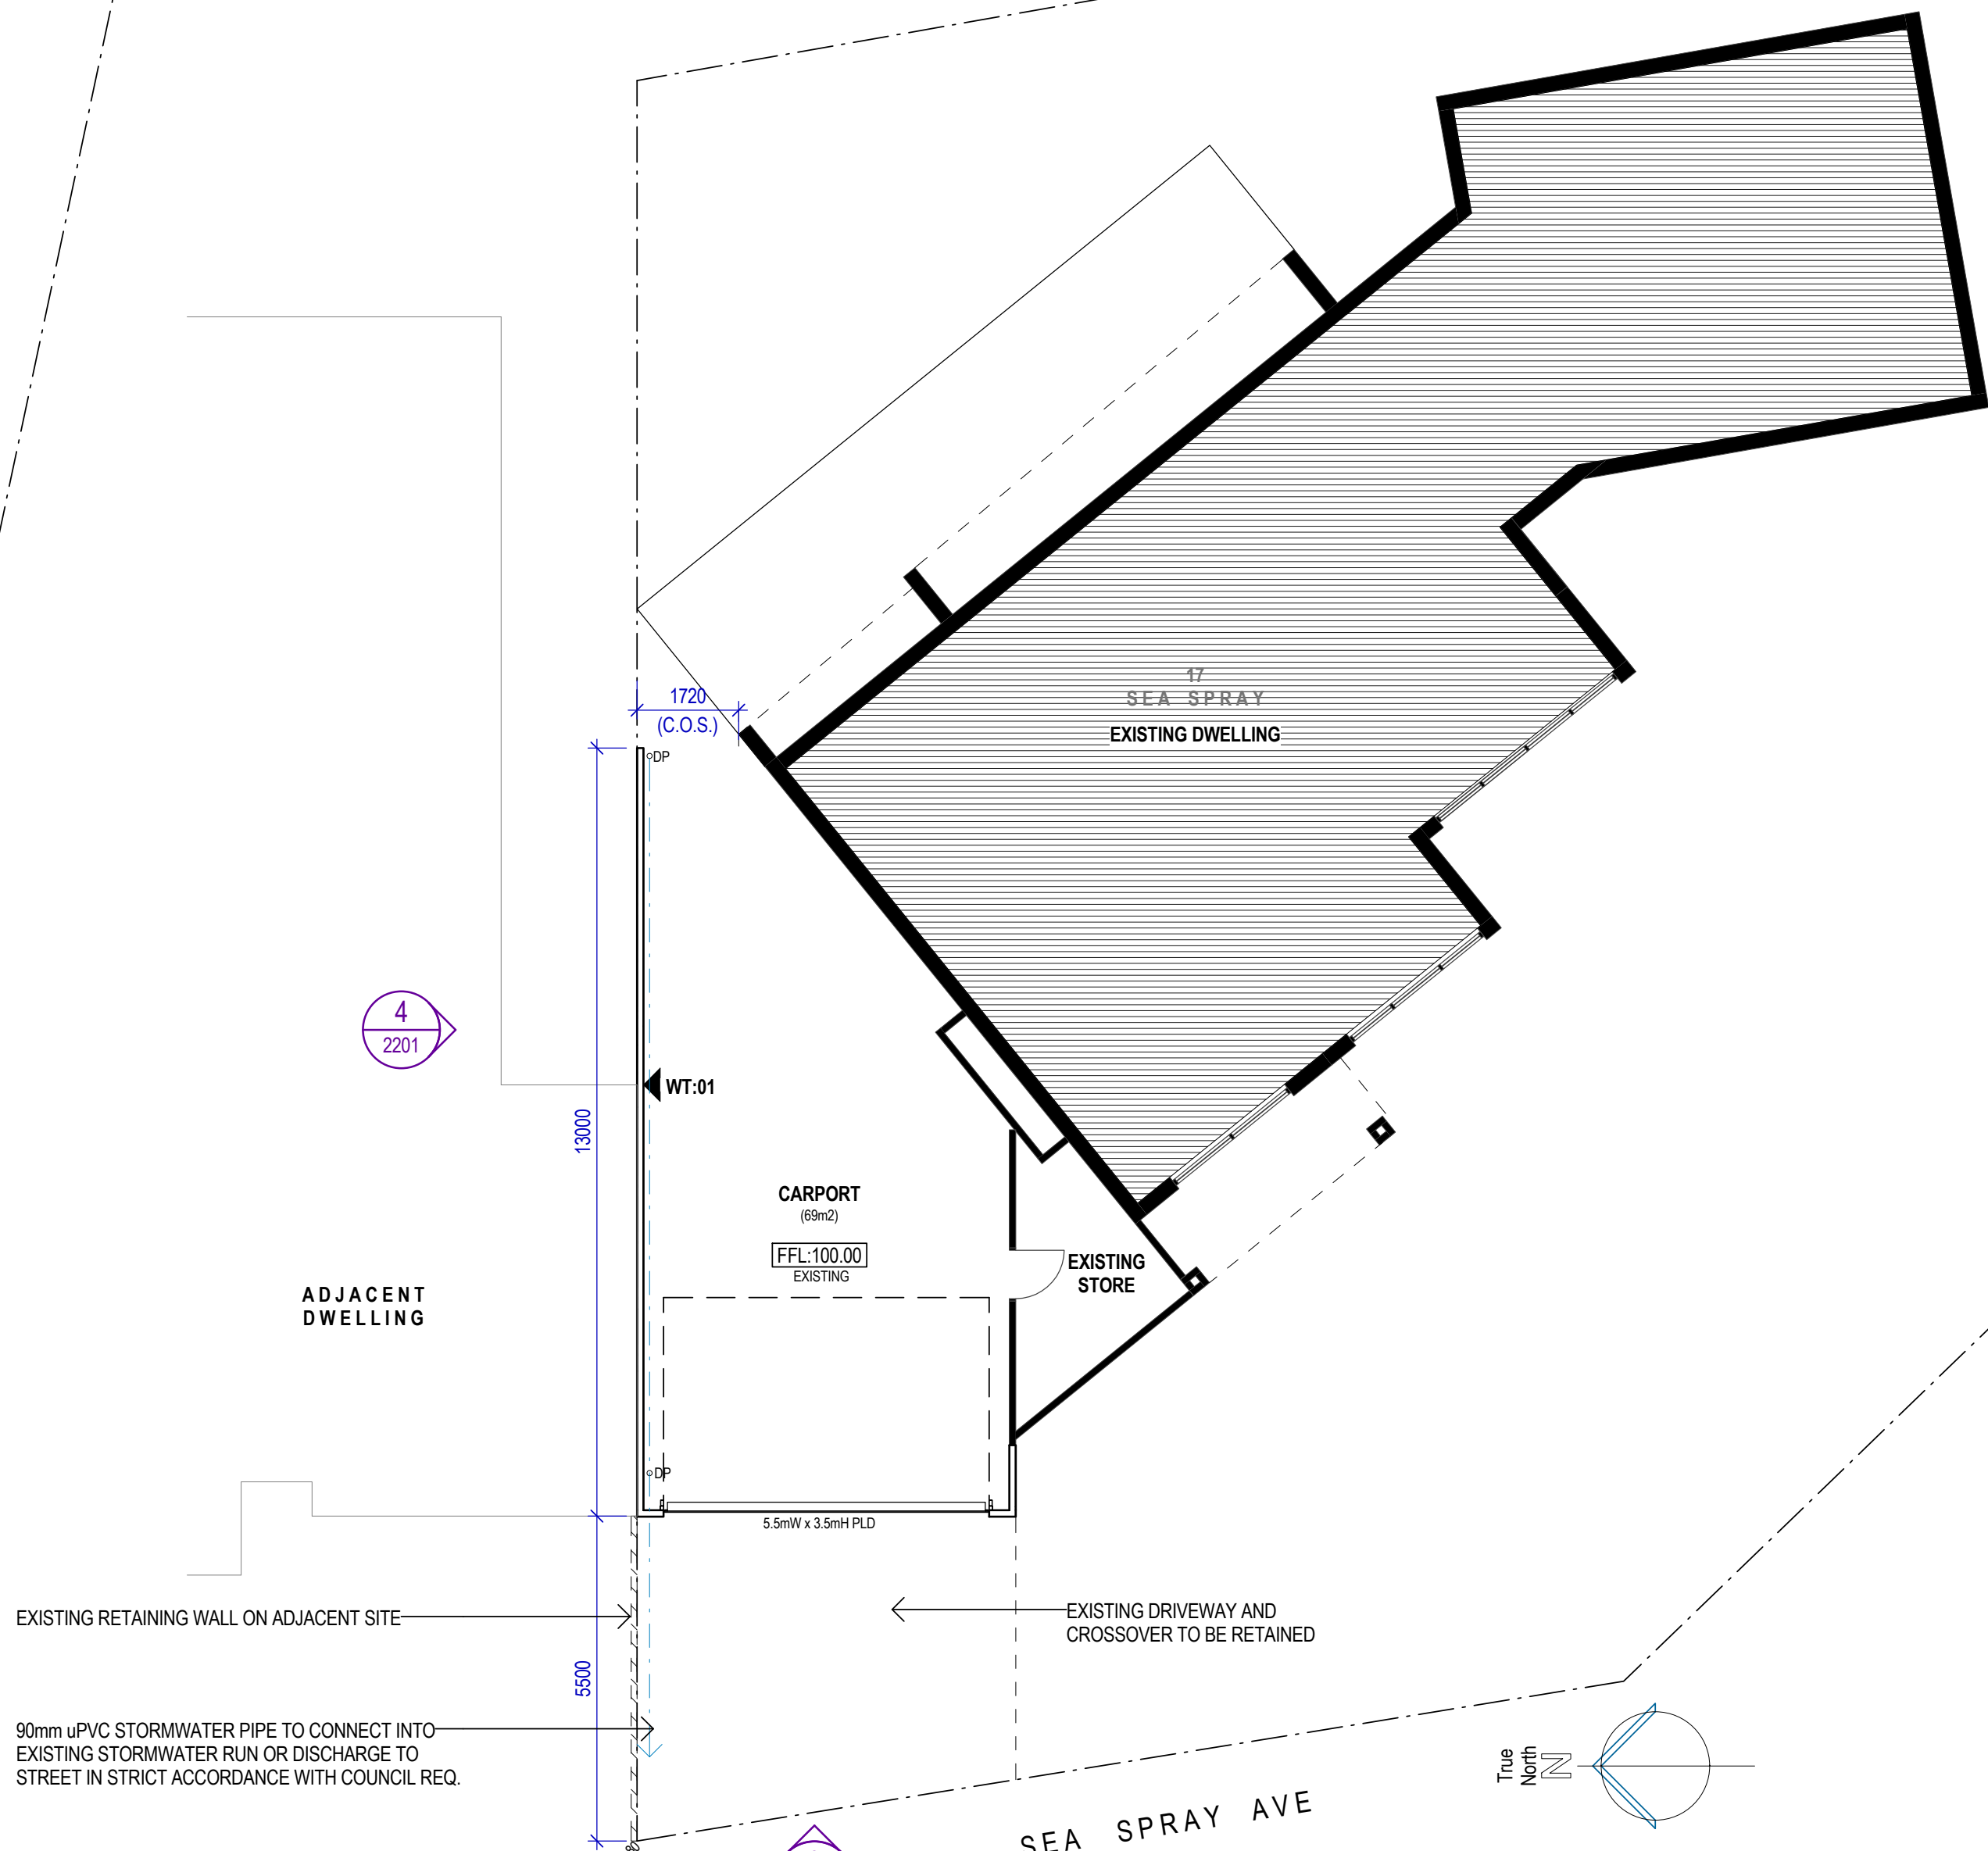 17
SEA SPRAY
EXISTING DWELLING
1720
(C.O.S.)
DP
4
2201
WT:01
13000
CARPORT
(69m2)
FFL:100.00
EXISTING
EXISTING
STORE
ADJACENT
DWELLING
DP
5.5mW x 3.5mH PLD
EXISTING RETAINING WALL ON ADJACENT SITE
EXISTING DRIVEWAY AND
CROSSOVER TO BE RETAINED
5500
90mm uPVC STORMWATER PIPE TO CONNECT INTO
EXISTING STORMWATER RUN OR DISCHARGE TO
STREET IN STRICT ACCORDANCE WITH COUNCIL REQ.
True
North
N
SEA SPRAY AVE